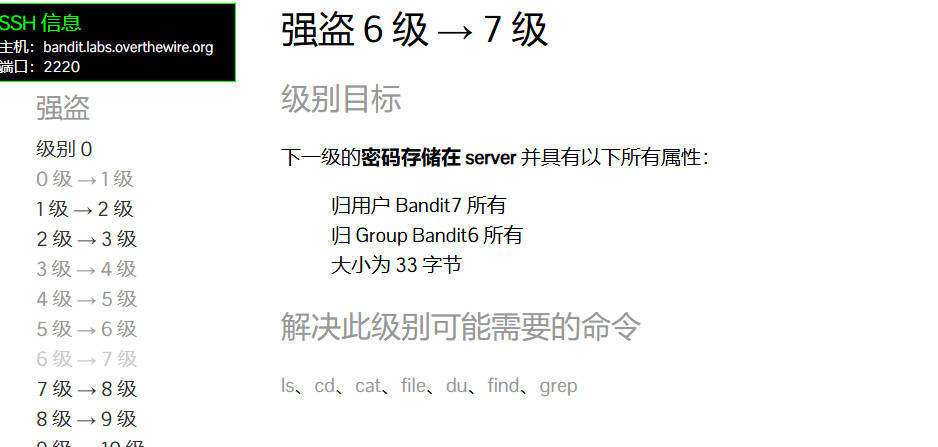 SSH 信息
主机：bandit.labs.overthewire.org
端口：2220
强盗
级别 0
0 级 → 1 级
1 级 → 2 级
2 级 → 3 级
3 级 → 4 级
4 级 → 5 级
5 级 → 6 级
6 级 → 7 级
7 级 → 8 级
8 级 → 9 级
9 级 → 10 级
强盗 6 级 → 7 级
级别目标
下一级的密码存储在 server 并具有以下所有属性：
归用户 Bandit7 所有
归 Group Bandit6 所有
大小为 33 字节
解决此级别可能需要的命令
ls、cd、cat、file、du、find、grep